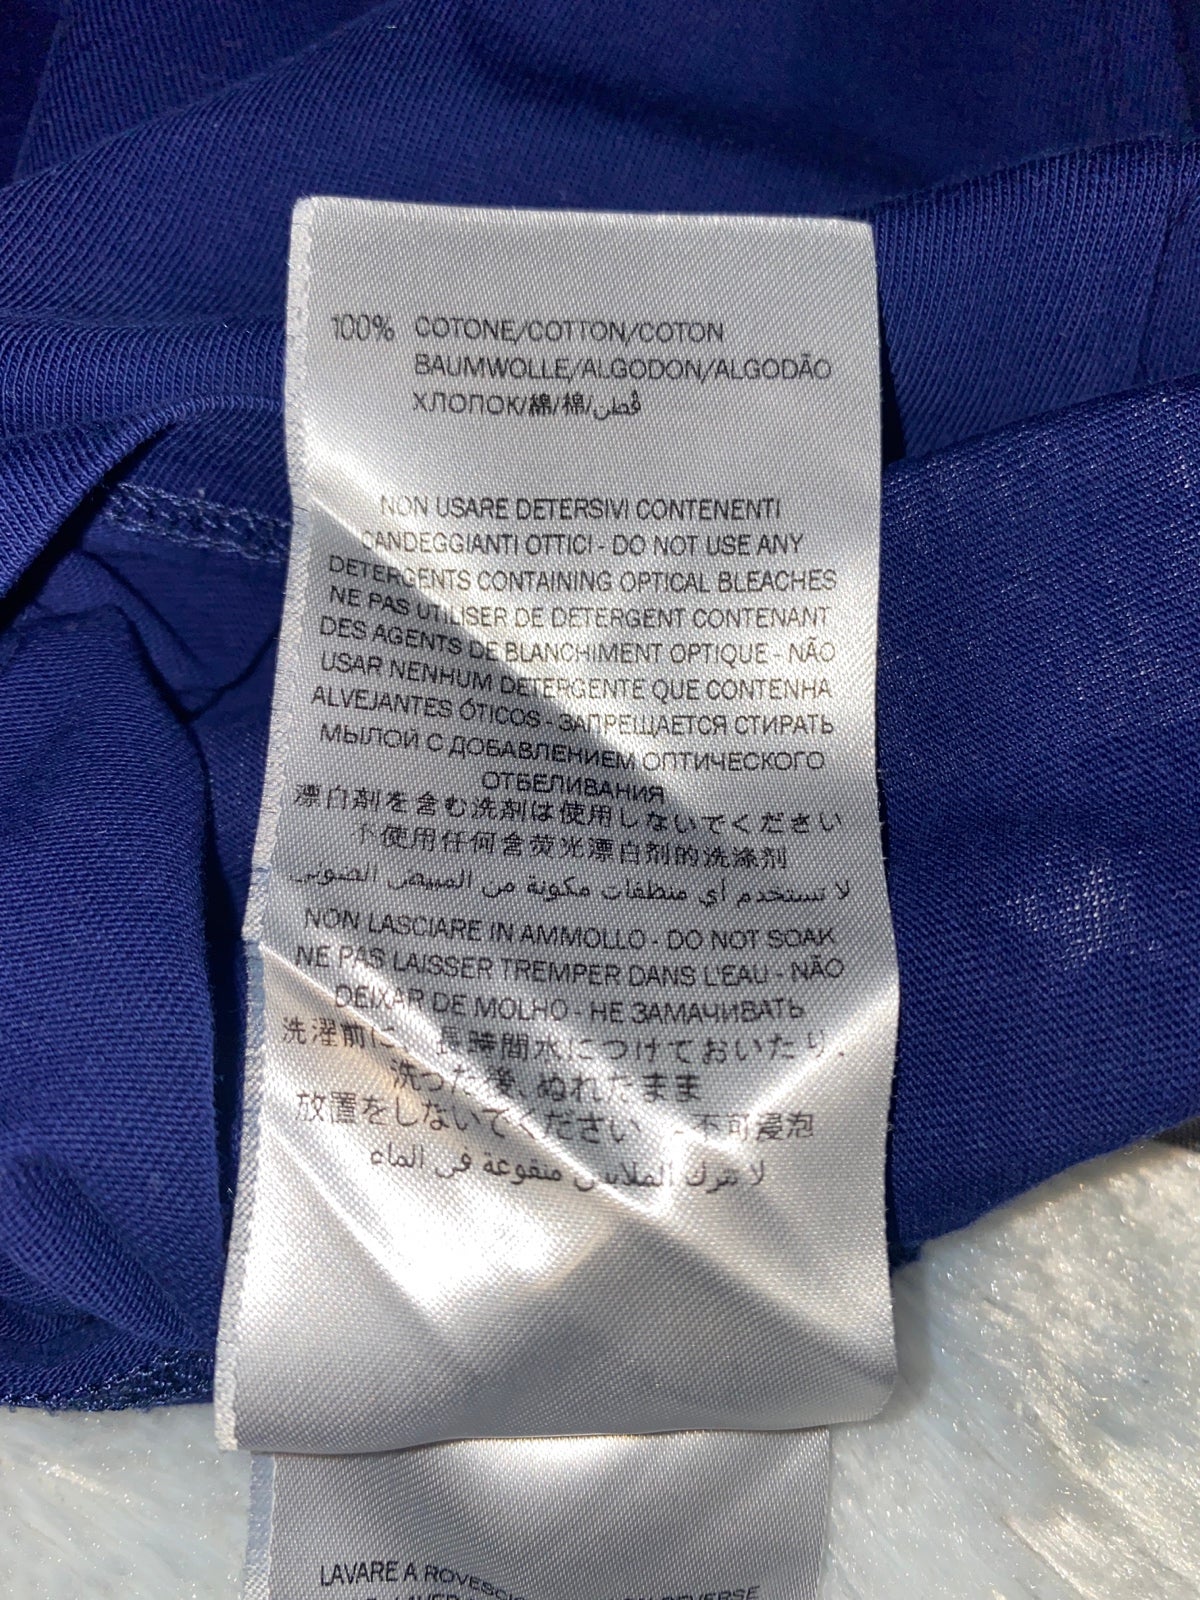 100% COTONE/COTTON/COTON
BAUMWOLLE/ALGODON/ALGODÃO
ХЛОПОК/綿/棉/قطن
NON USARE DETERSIVI CONTENENTI
CANDEGGIANTI OTTICI - DO NOT USE ANY
DETERGENTS CONTAINING OPTICAL BLEACHES
NE PAS UTILISER DE DETERGENT CONTENANT
DES AGENTS DE BLANCHIMENT OPTIQUE - NÃO
USAR NENHUM DETERGENTE QUE CONTENHA
ALVEJANTES ÓTICOS - ЗАПРЕЩАЕТСЯ СТИРАТЬ
МЫЛОЙ С ДОБАВЛЕНИЕМ ОПТИЧЕСКОГО
ОТБЕЛИВАНИЯ
漂白剤を含む洗剤は使用しないでください
不使用任何含荧光漂白剂的洗涤剂
لا تستخدم أي منظفات مكونة من المبيض الضوئي
NON LASCIARE IN AMMOLLO - DO NOT SOAK
NE PAS LAISSER TREMPER DANS L'EAU - NÃO
DEIXAR DE MOLHO - НЕ ЗАМАЧИВАТЬ
洗濯前に、長時間水につけておいたり、
洗った後、ぬれたまま
放置をしないでください - 不可浸泡
لا تترك الملابس منقوعة في الماء
LAVARE A ROVESCIO
REVERSE